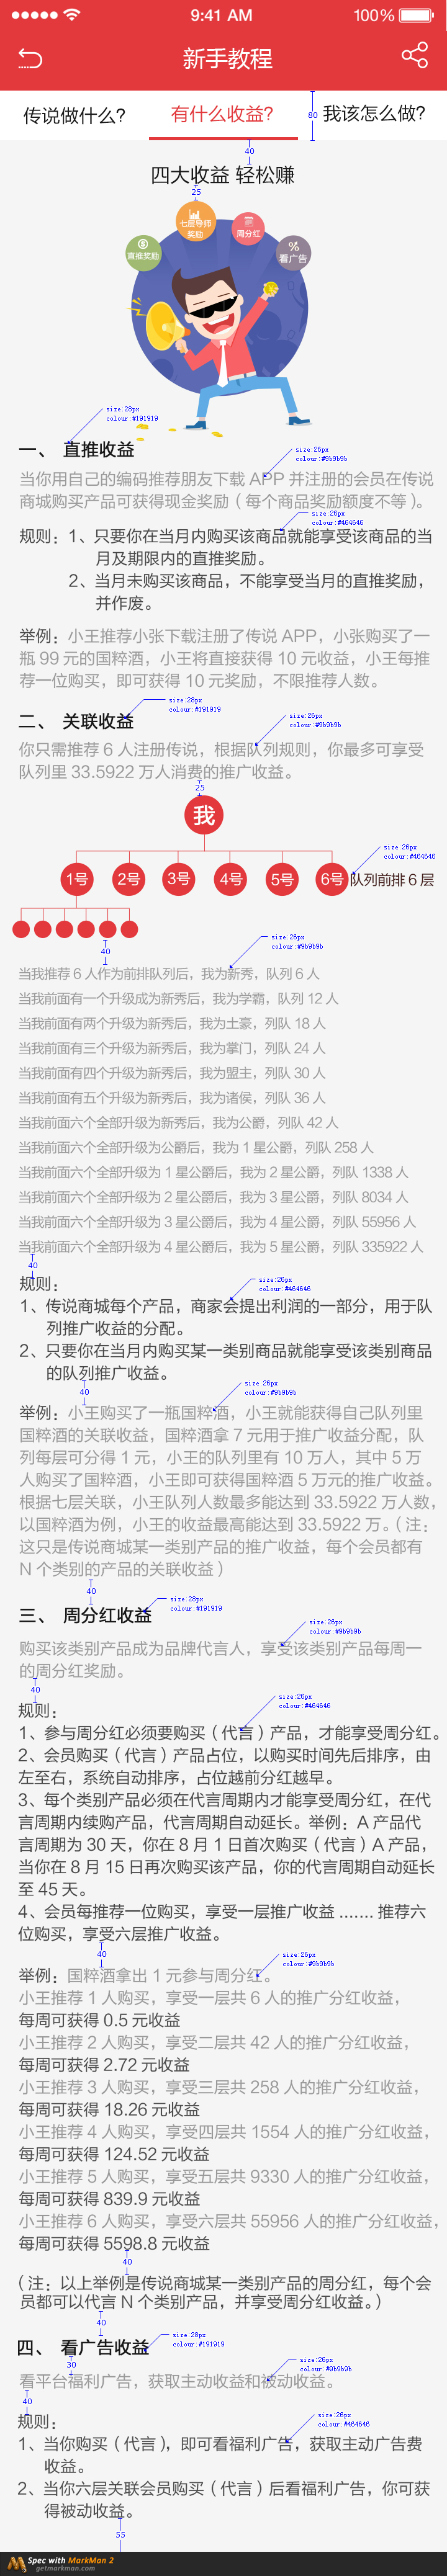 9:41 AM
100%
新手教程
传说做什么?
有什么收益?
我该怎么做?
80
40
四大收益 轻松赚
25
七层导师
奖励
周分红
直推奖励
%
看广告
size:28px
colour:#191919
一、 直推收益
size:26px
colour:#9b9b9b
当你用自己的编码推荐朋友下载 APP 并注册的会员在传说
商城购买产品可获得现金奖励（每个商品奖励额度不等）。
size:26px
colour:#464646
规则：1、只要你在当月内购买该商品就能享受该商品的当
月及期限内的直推奖励。
2、当月未购买该商品，不能享受当月的直推奖励，
并作废。
举例：小王推荐小张下载注册了传说 APP，小张购买了一
瓶 99 元的国粹酒，小王将直接获得 10 元收益，小王每推
荐一位购买，即可获得 10 元奖励，不限推荐人数。
size:28px
colour:#191919
二、 关联收益
size:26px
colour:#9b9b9b
你只需推荐 6 人注册传说，根据队列规则，你最多可享受
队列里 33.5922 万人消费的推广收益。
25
我
size:26px
colour:#464646
1号
2号
3号
4号
5号
6号
队列前排 6 层
40
size:26px
colour:#9b9b9b
当我推荐 6 人作为前排队列后，我为新秀，队列 6 人
当我前面有一个升级成为新秀后，我为学霸，队列 12 人
当我前面有两个升级为新秀后，我为土豪，列队 18 人
当我前面有三个升级为新秀后，我为掌门，列队 24 人
当我前面有四个升级为新秀后，我为盟主，列队 30 人
当我前面有五个升级为新秀后，我为诸侯，列队 36 人
当我前面六个全部升级为新秀后，我为公爵，列队 42 人
当我前面六个全部升级为公爵后，我为 1 星公爵，列队 258 人
当我前面六个全部升级为 1 星公爵后，我为 2 星公爵，列队 1338 人
当我前面六个全部升级为 2 星公爵后，我为 3 星公爵，列队 8034 人
当我前面六个全部升级为 3 星公爵后，我为 4 星公爵，列队 55956 人
当我前面六个全部升级为 4 星公爵后，我为 5 星公爵，列队 335922 人
40
规则：
size:26px
colour:#464646
1、传说商城每个产品，商家会提出利润的一部分，用于队
列推广收益的分配。
2、只要你在当月内购买某一类别商品就能享受该类别商品
的队列推广收益。
40
size:26px
colour:#9b9b9b
举例：小王购买了一瓶国粹酒，小王就能获得自己队列里
国粹酒的关联收益，国粹酒拿 7 元用于推广收益分配，队
列每层可分得 1 元，小王的队列里有 10 万人，其中 5 万
人购买了国粹酒，小王即可获得国粹酒 5 万元的推广收益。
根据七层关联，小王队列人数最多能达到 33.5922 万人数，
以国粹酒为例，小王的收益最高能达到 33.5922 万。（注：
这只是传说商城某一类别产品的推广收益，每个会员都有
N 个类别的产品的关联收益）
40
size:28px
colour:#191919
三、 周分红收益
size:26px
colour:#9b9b9b
购买该类别产品成为品牌代言人，享受该类别产品每周一
的周分红奖励。
40
size:26px
colour:#464646
规则：
1、参与周分红必须要购买（代言）产品，才能享受周分红。
2、会员购买（代言）产品占位，以购买时间先后排序，由
左至右，系统自动排序，占位越前分红越早。
3、每个类别产品必须在代言周期内才能享受周分红，在代
言周期内续购产品，代言周期自动延长。举例：A 产品代
言周期为 30 天，你在 8 月 1 日首次购买（代言）A 产品，
当你在 8 月 15 日再次购买该产品，你的代言周期自动延长
至 45 天。
4、会员每推荐一位购买，享受一层推广收益 ....... 推荐六
位购买，享受六层推广收益。
40
size:26px
colour:#9b9b9b
举例：国粹酒拿出 1 元参与周分红。
小王推荐 1 人购买，享受一层共 6 人的推广分红收益，
每周可获得 0.5 元收益
小王推荐 2 人购买，享受二层共 42 人的推广分红收益，
每周可获得 2.72 元收益
小王推荐 3 人购买，享受三层共 258 人的推广分红收益，
每周可获得 18.26 元收益
小王推荐 4 人购买，享受四层共 1554 人的推广分红收益，
每周可获得 124.52 元收益
小王推荐 5 人购买，享受五层共 9330 人的推广分红收益，
每周可获得 839.9 元收益
小王推荐 6 人购买，享受六层共 55956 人的推广分红收益，
每周可获得 5598.8 元收益
40
（注：以上举例是传说商城某一类别产品的周分红，每个会
员都可以代言 N 个类别产品，并享受周分红收益。）
40
size:28px
colour:#191919
四、 看广告收益
30
size:26px
colour:#9b9b9b
看平台福利广告，获取主动收益和被动收益。
40
size:26px
colour:#464646
规则：
1、当你购买（代言），即可看福利广告，获取主动广告费
收益。
2、当你六层关联会员购买（代言）后看福利广告，你可获
得被动收益。
55
Spec with MarkMan 2
getmarkman.com